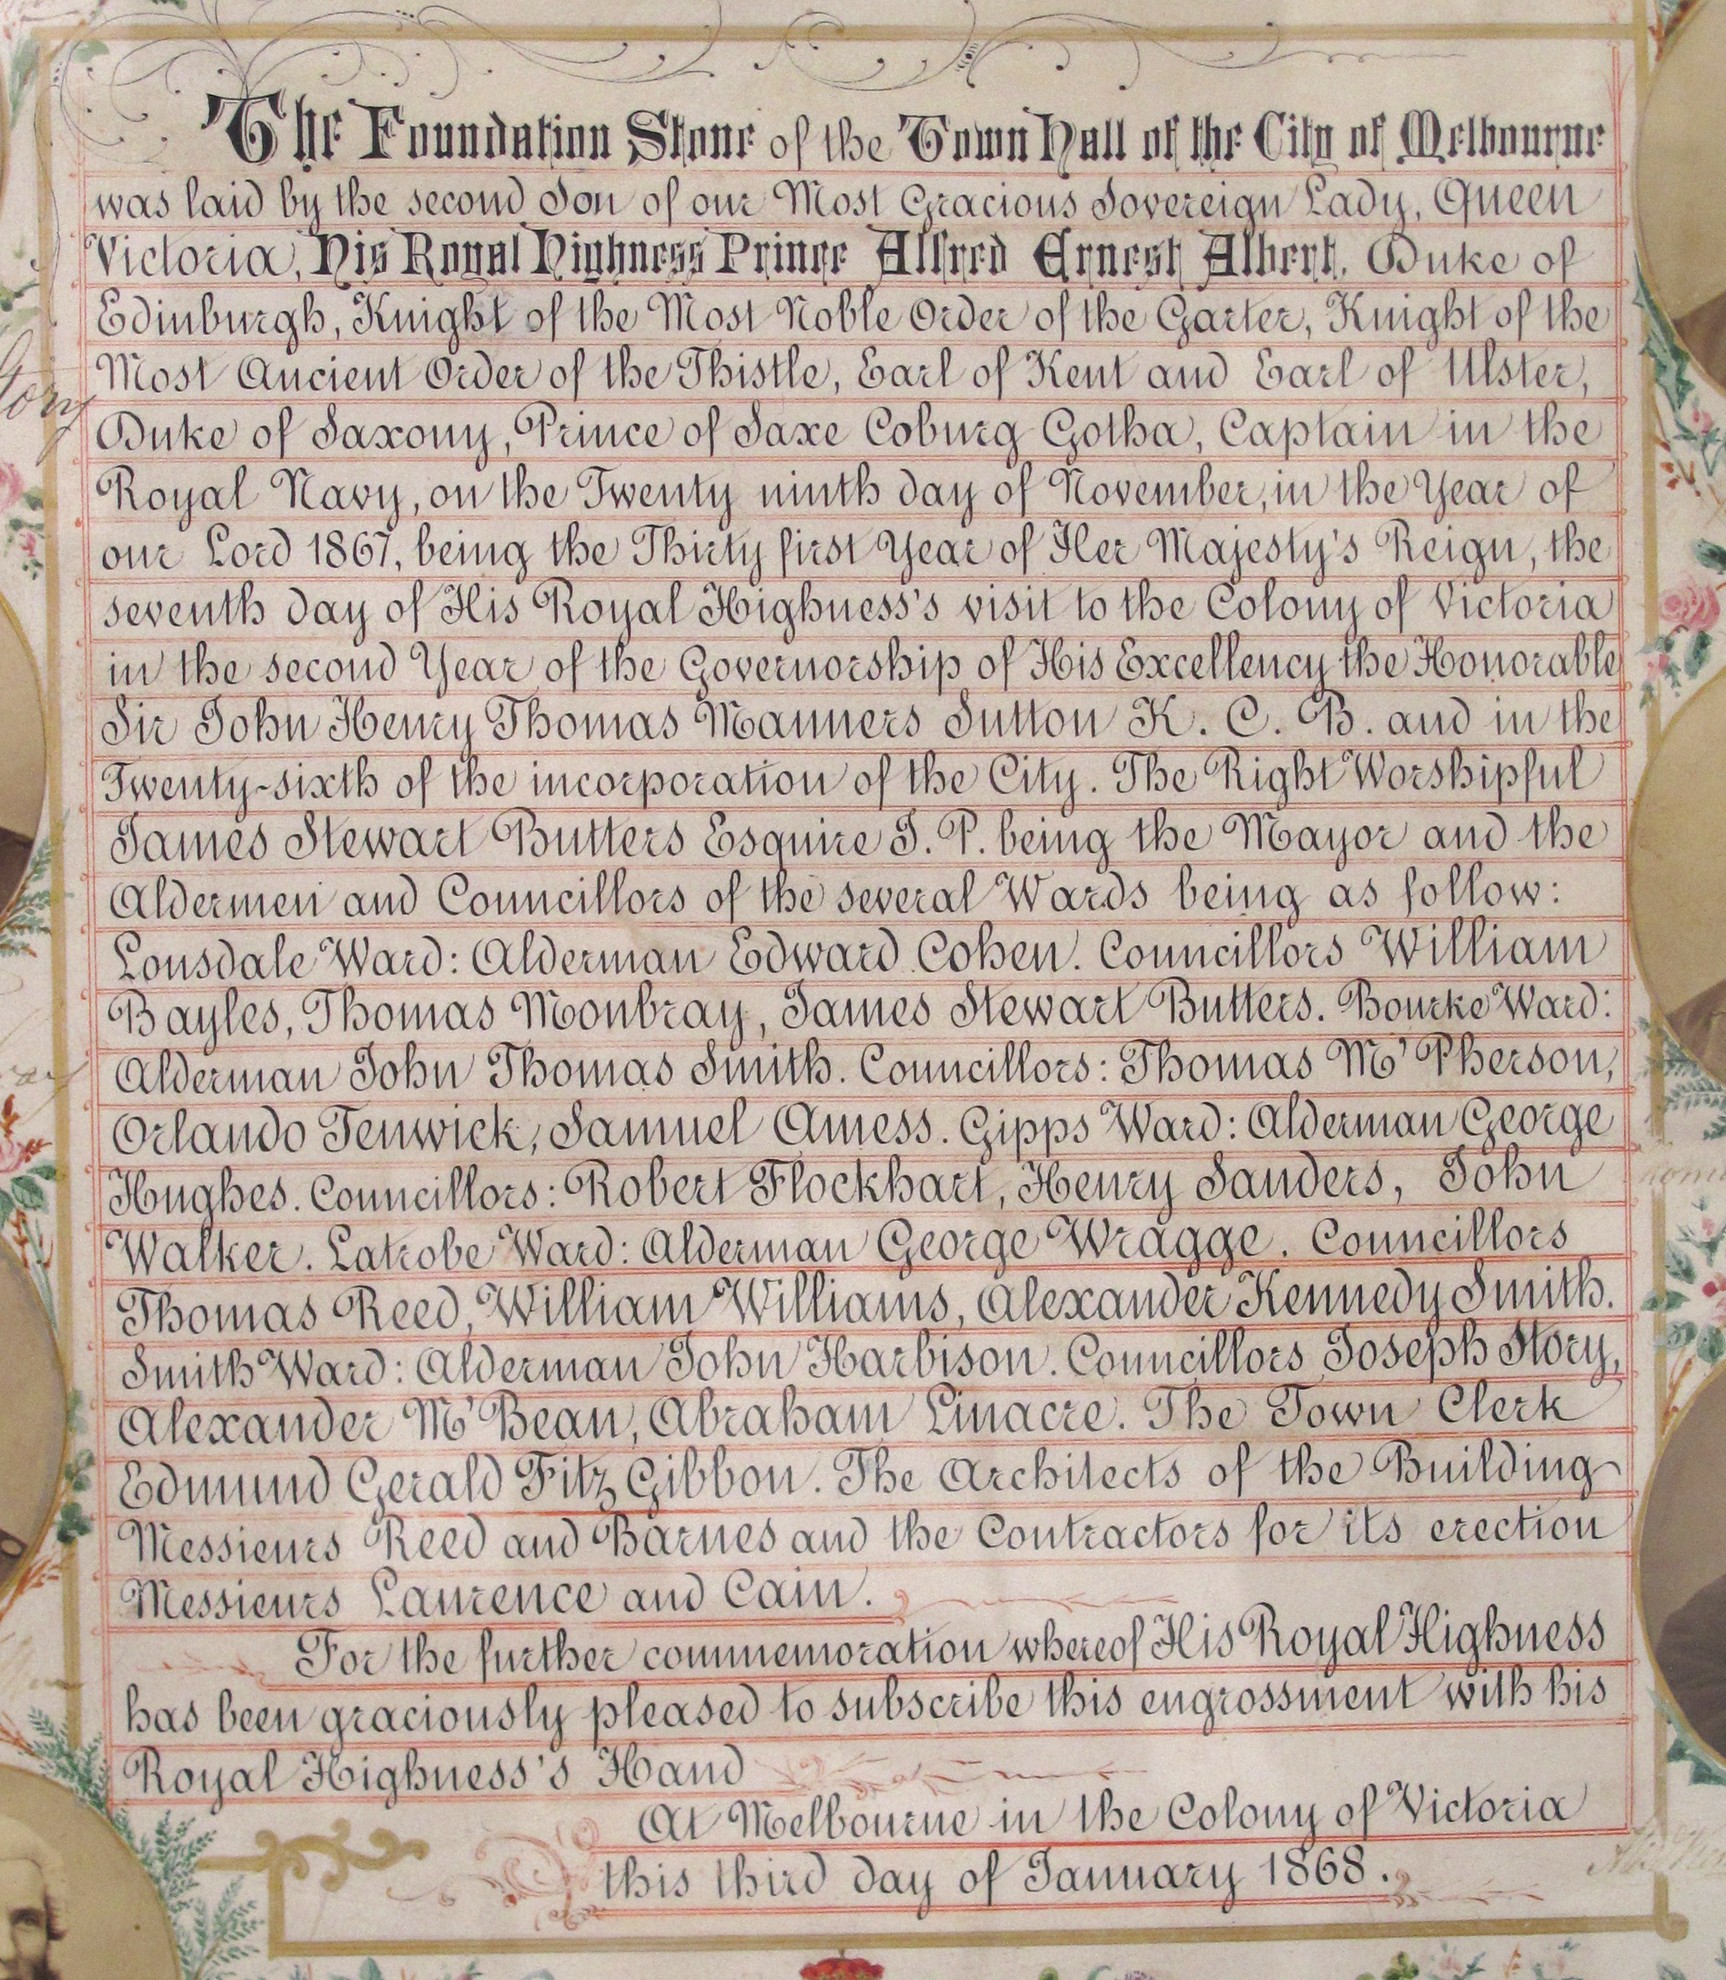 The Foundation Stone of the Town Hall of the City of Melbourne
was laid by the second Son of our Most Gracious Sovereign Lady, Queen
Victoria, His Royal Highness Prince Alfred Ernest Albert, Duke of
Edinburgh, Knight of the Most Noble Order of the Garter, Knight of the
Most Ancient Order of the Thistle, Earl of Kent and Earl of Ulster,
Duke of Saxony, Prince of Saxe Coburg Gotha, Captain in the
Royal Navy, on the Twenty ninth day of November, in the Year of
our Lord 1867, being the Thirty first Year of Her Majesty's Reign, the
seventh day of His Royal Highness's visit to the Colony of Victoria
in the second Year of the Governorship of His Excellency the Honorable
Sir John Henry Thomas Manners Sutton K. C. B. and in the
Twenty-sixth of the incorporation of the City. The Right Worshipful
James Stewart Butters Esquire J. P. being the Mayor and the
Aldermen and Councillors of the several Wards being as follow:
Lonsdale Ward: Alderman Edward Cohen. Councillors William
Bayles, Thomas Monbray, James Stewart Butters. Bourke Ward:
Alderman John Thomas Smith. Councillors: Thomas M'Pherson,
Orlando Fenwick, Samuel Amess. Gipps Ward: Alderman George
Hughes. Councillors: Robert Flockhart, Henry Sanders, John
Walker. Latrobe Ward: Alderman George Wragge. Councillors
Thomas Reed, William Williams, Alexander Kennedy Smith.
Smith Ward: Alderman John Harbison. Councillors Joseph Story,
Alexander M'Bean, Abraham Linacre. The Town Clerk
Edmund Gerald Fitz Gibbon. The Architects of the Building
Messieurs Reed and Barnes and the Contractors for its erection
Messieurs Laurence and Cain.
For the further commemoration whereof His Royal Highness
has been graciously pleased to subscribe this engrossment with his
Royal Highness's Hand
At Melbourne in the Colony of Victoria
this third day of January 1868.